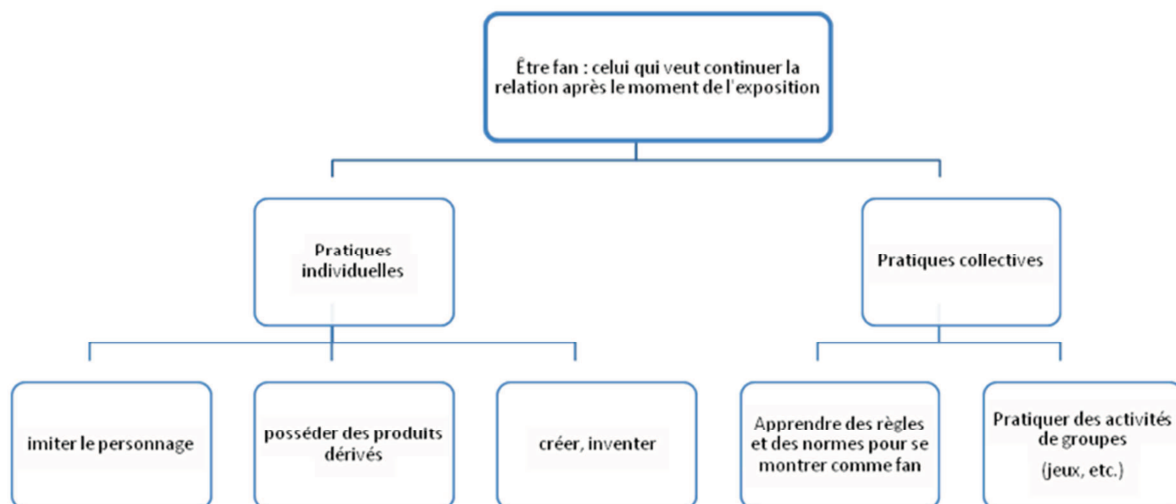 Être fan : celui qui veut continuer la
relation après le moment de l'exposition
Pratiques
individuelles
Pratiques collectives
imiter le personnage
posséder des produits
dérivés
créer, inventer
Apprendre des règles
et des normes pour se
montrer comme fan
Pratiquer des activités
de groupes
(jeux, etc.)